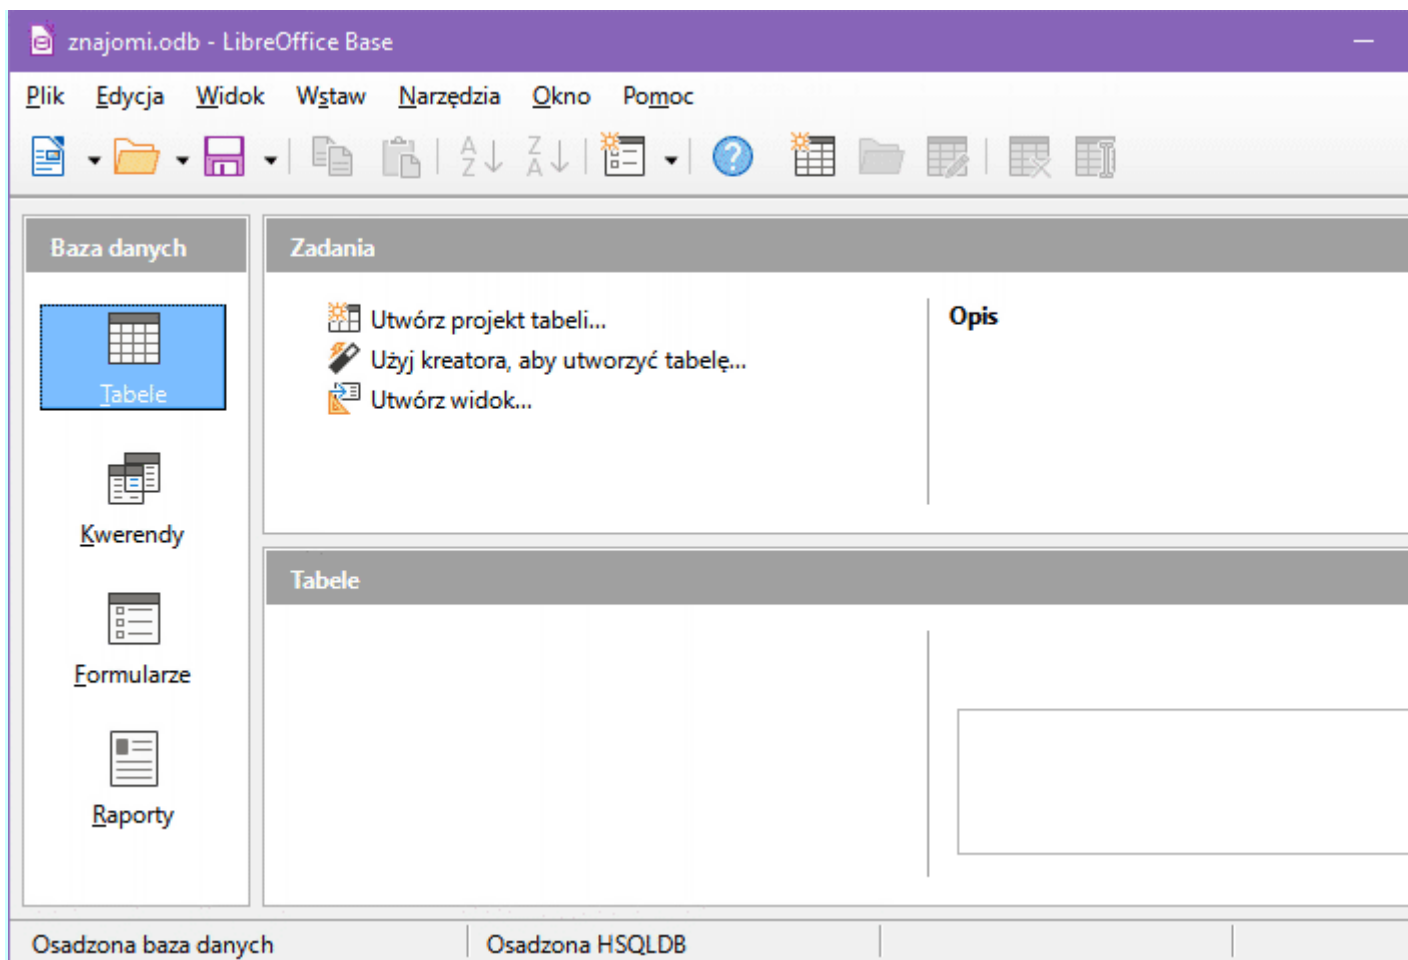 znajomi.odb - LibreOffice Base
Plik Edycja Widok Wstaw Narzędzia Okno Pomoc
A Z Z A ?
Baza danych
Tabele
Kwerendy
Formularze
Raporty
Zadania
Utwórz projekt tabeli...
Użyj kreatora, aby utworzyć tabelę...
Utwórz widok...
Opis
Tabele
Osadzona baza danych
Osadzona HSQLDB